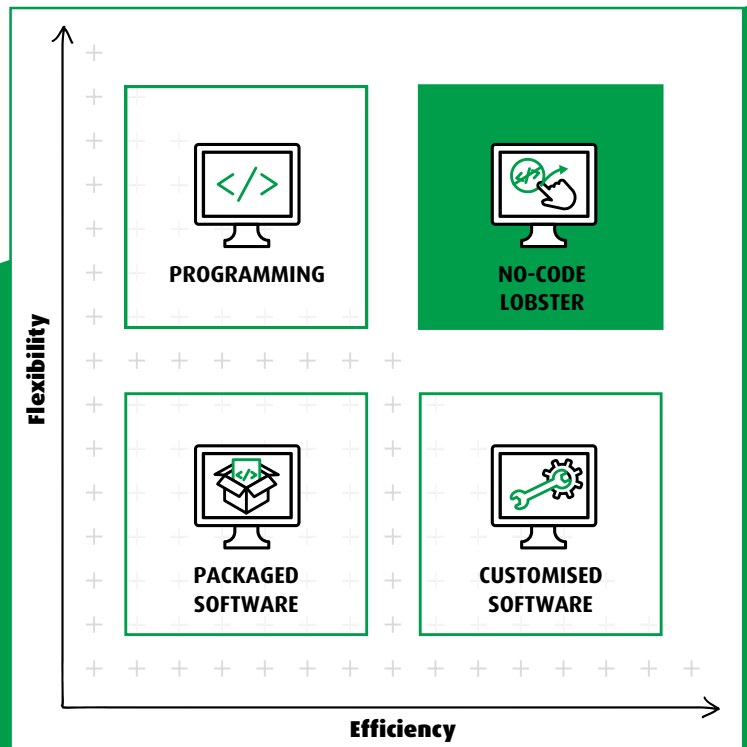 </>
PROGRAMMING
NO-CODE
LOBSTER
Flexibility
</>
PACKAGED
SOFTWARE
CUSTOMISED
SOFTWARE
Efficiency